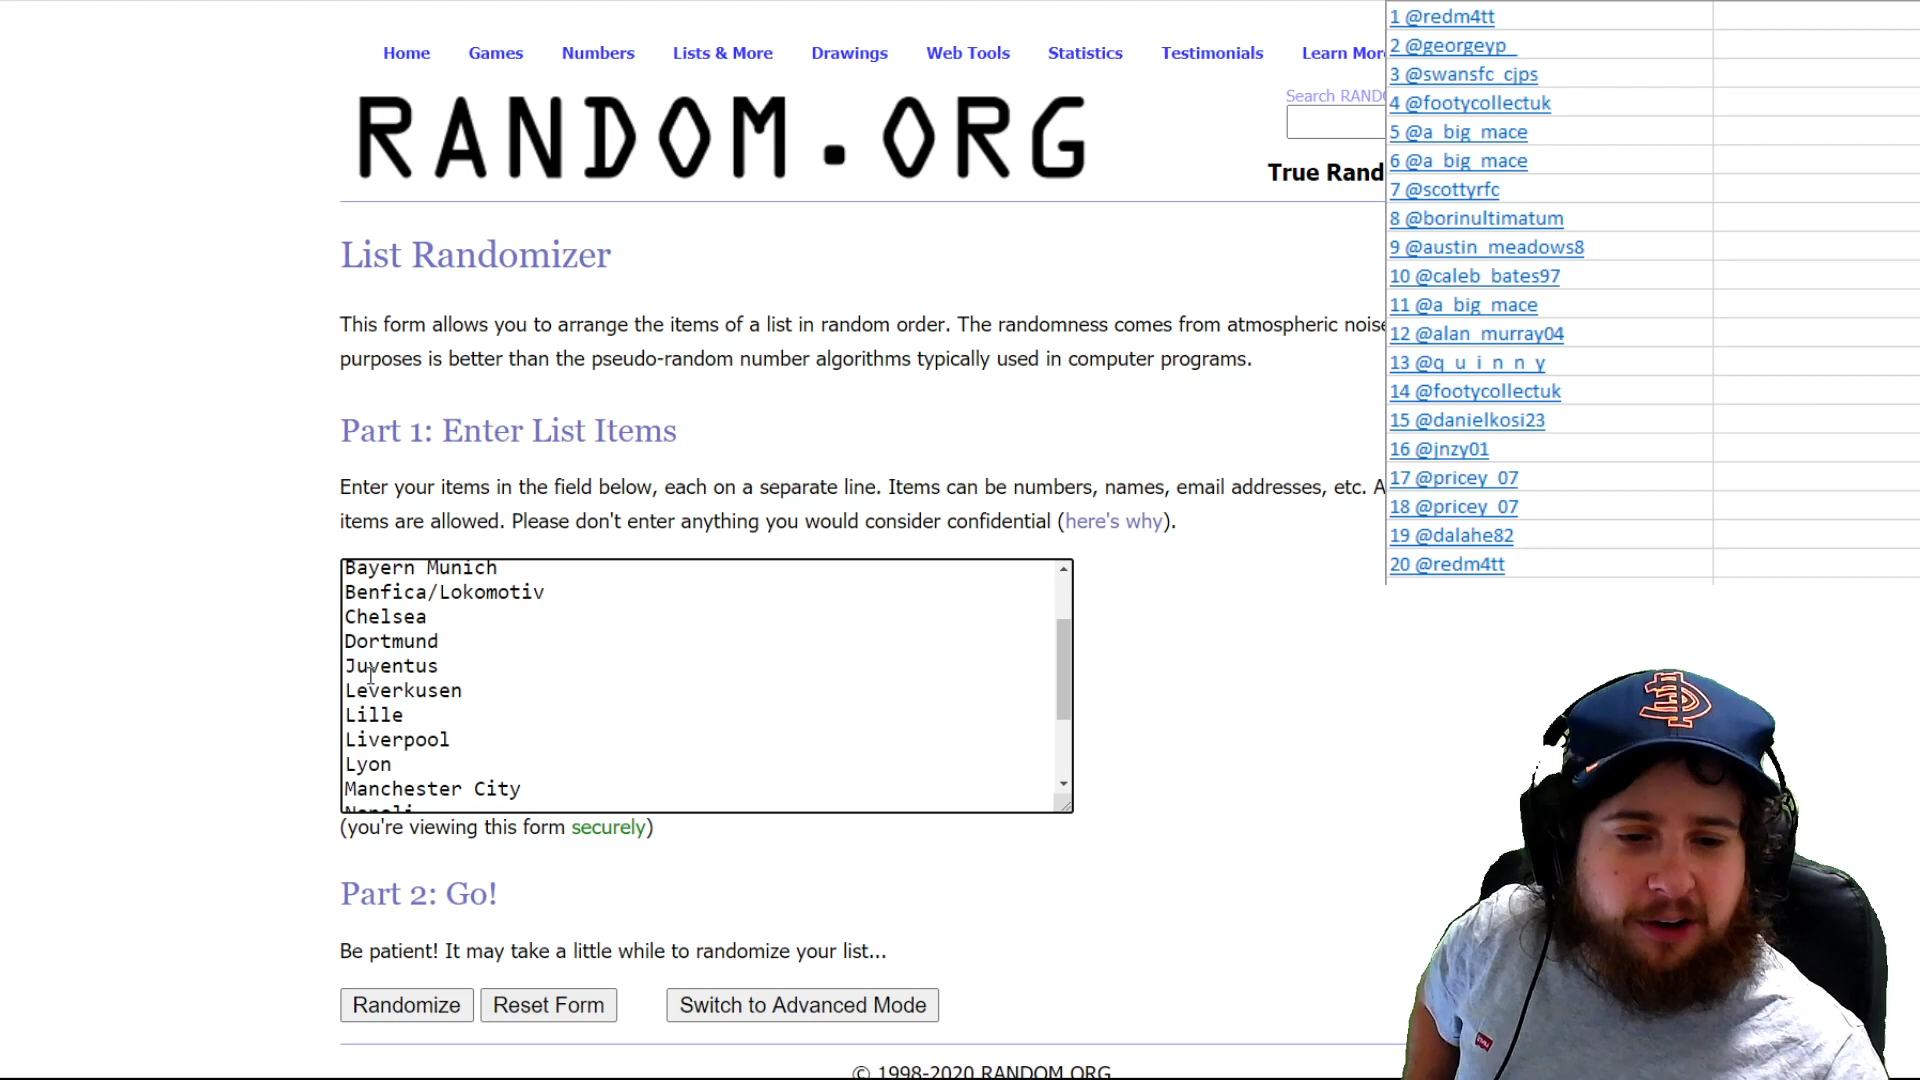 Home Games Numbers Lists & More Drawings Web Tools Statistics Testimonials Learn More
RANDOM.ORG
Search RAND
True Rand
List Randomizer
This form allows you to arrange the items of a list in random order. The randomness comes from atmospheric noise
purposes is better than the pseudo-random number algorithms typically used in computer programs.
Part 1: Enter List Items
Enter your items in the field below, each on a separate line. Items can be numbers, names, email addresses, etc. A
items are allowed. Please don't enter anything you would consider confidential (here's why).
Bayern Munich
Benfica/Lokomotiv
Chelsea
Dortmund
Juventus
Leverkusen
Lille
Liverpool
Lyon
Manchester City
Napoli
(you're viewing this form securely)
Part 2: Go!
Be patient! It may take a little while to randomize your list...
Randomize Reset Form Switch to Advanced Mode
© 1998-2020 RANDOM.ORG
1 @redm4tt
2 @georgeyp_
3 @swansfc_cjps
4 @footycollectuk
5 @a_big_mace
6 @a_big_mace
7 @scottyrfc
8 @borinultimatum
9 @austin_meadows8
10 @caleb_bates97
11 @a_big_mace
12 @alan_murray04
13 @q_u_i_n_n_y
14 @footycollectuk
15 @danielkosi23
16 @jnzy01
17 @pricey_07
18 @pricey_07
19 @dalahe82
20 @redm4tt